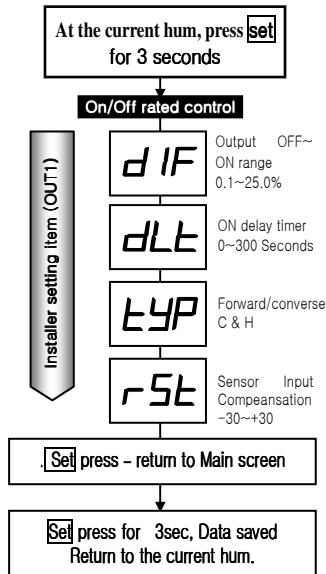 At the current hum, press set
for 3 seconds
On/Off rated control
Installer setting item (OUT1)
dIF
Output OFF~
ON range
0.1~25.0%
dLt
ON delay timer
0~300 Seconds
tYP
Forward/converse
C & H
rSt
Sensor Input
Compeansation
-30~+30
. Set press - return to Main screen
Set press for 3sec, Data saved
Return to the current hum.